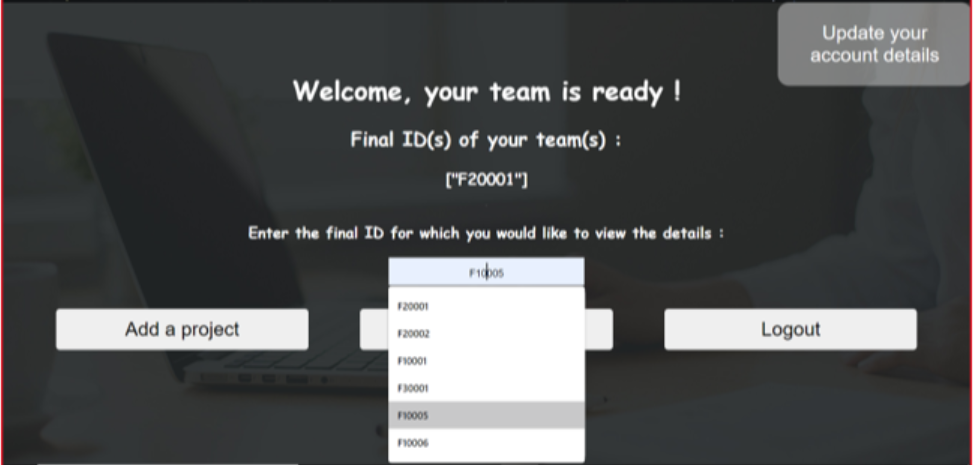 Update your
account details
Welcome, your team is ready !
Final ID(s) of your team(s) :
["F20001"]
Enter the final ID for which you would like to view the details :
F10005
F20001
F20002
F10001
F30001
F10005
F10006
Add a project
Logout